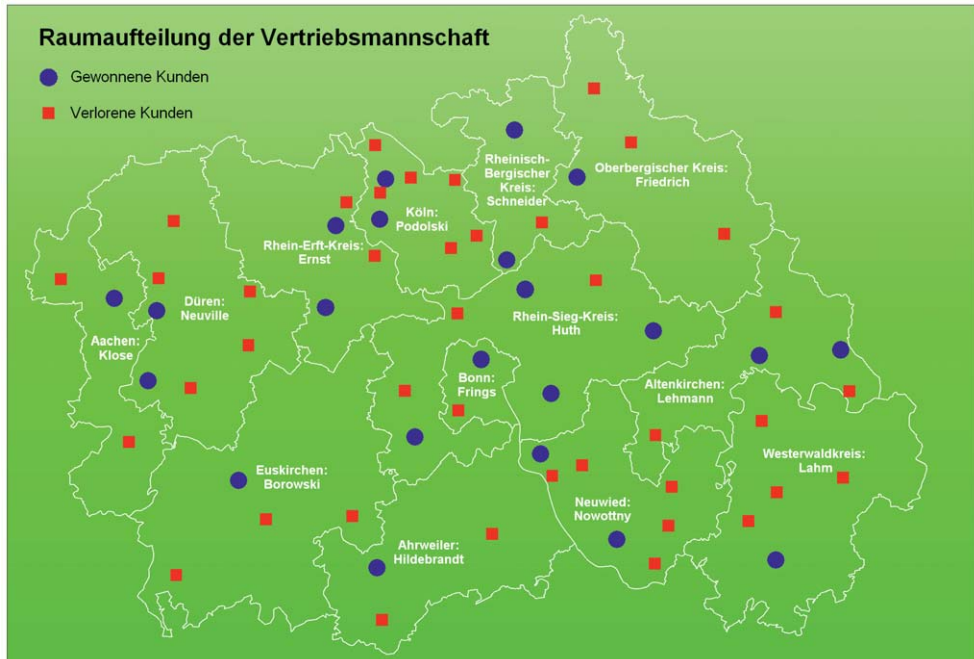 Raumaufteilung der Vertriebsmannschaft
Gewonnene Kunden
Verlorene Kunden
Rheinisch-
Bergischer
Kreis:
Schneider
Oberbergischer Kreis:
Friedrich
Köln:
Podolski
Rhein-Erft-Kreis:
Ernst
Düren:
Neuville
Rhein-Sieg-Kreis:
Huth
Aachen:
Klose
Bonn:
Frings
Altenkirchen:
Lehmann
Euskirchen:
Borowski
Westerwaldkreis:
Lahm
Neuwied:
Nowottny
Ahrweiler:
Hildebrandt